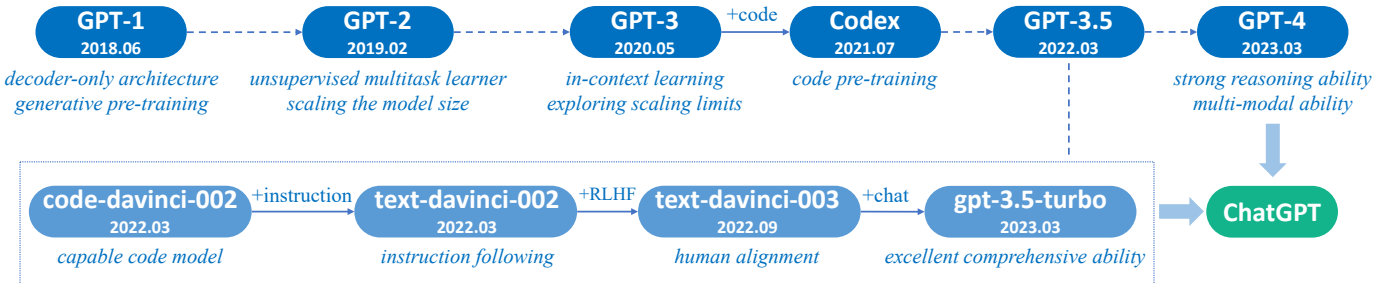 GPT-1
2018.06
decoder-only architecture
generative pre-training
GPT-2
2019.02
unsupervised multitask learner
scaling the model size
GPT-3
2020.05
in-context learning
exploring scaling limits
+code
Codex
2021.07
code pre-training
GPT-3.5
2022.03
GPT-4
2023.03
strong reasoning ability
multi-modal ability
code-davinci-002
2022.03
capable code model
+instruction
text-davinci-002
2022.03
instruction following
+RLHF
text-davinci-003
2022.09
human alignment
+chat
gpt-3.5-turbo
2023.03
excellent comprehensive ability
ChatGPT